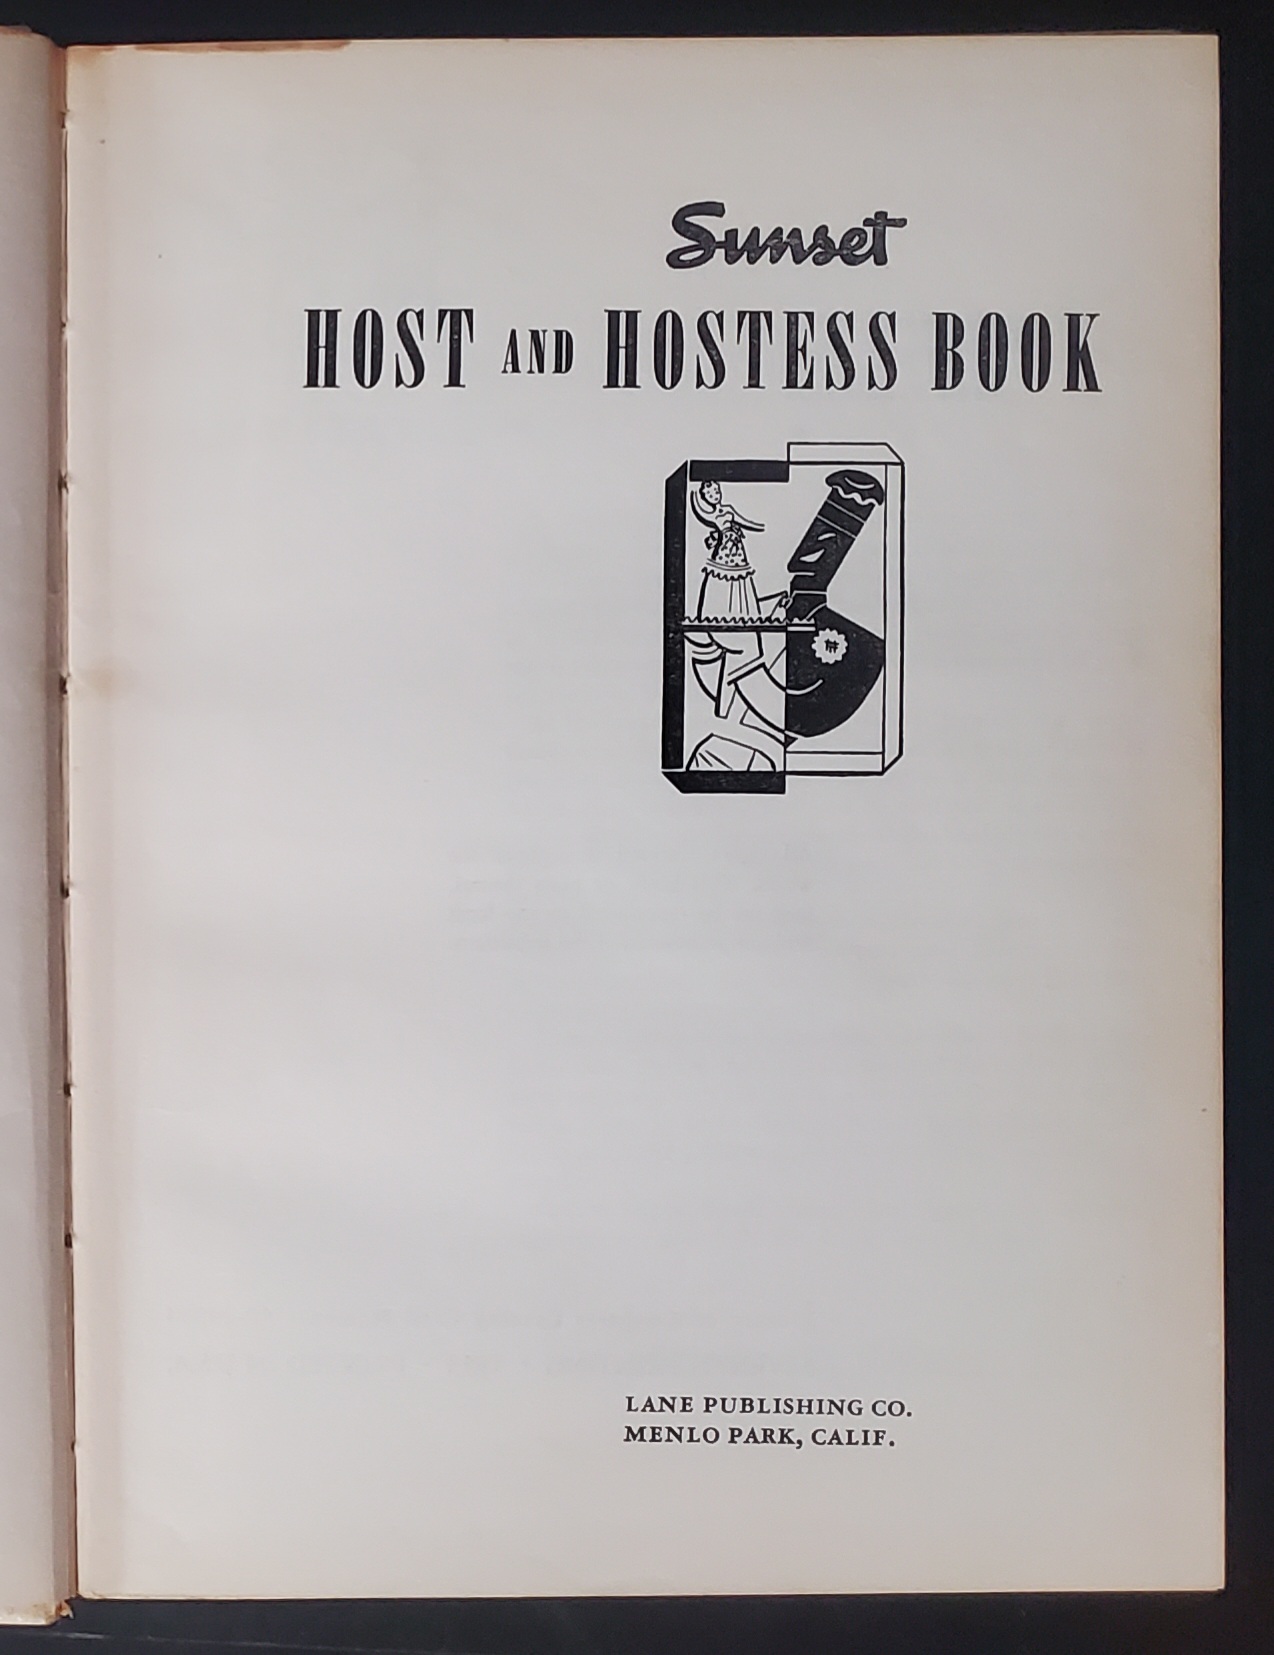 Sunset
HOST AND HOSTESS BOOK
LANE PUBLISHING CO.
MENLO PARK, CALIF.